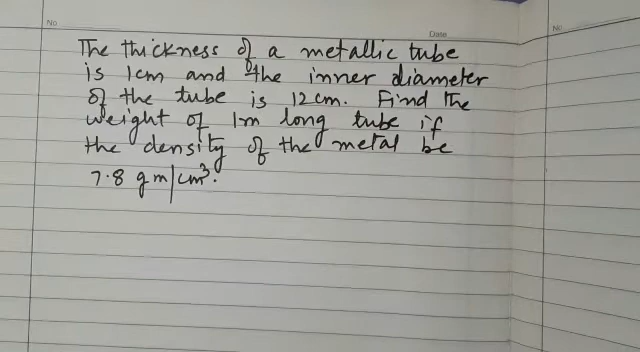 No
Date
No
The thickness of a metallic tube
is 1cm and the inner diameter
of the tube is 12cm. Find the
weight of 1m long tube if
the density of the metal be
7.8 gm/cm³.